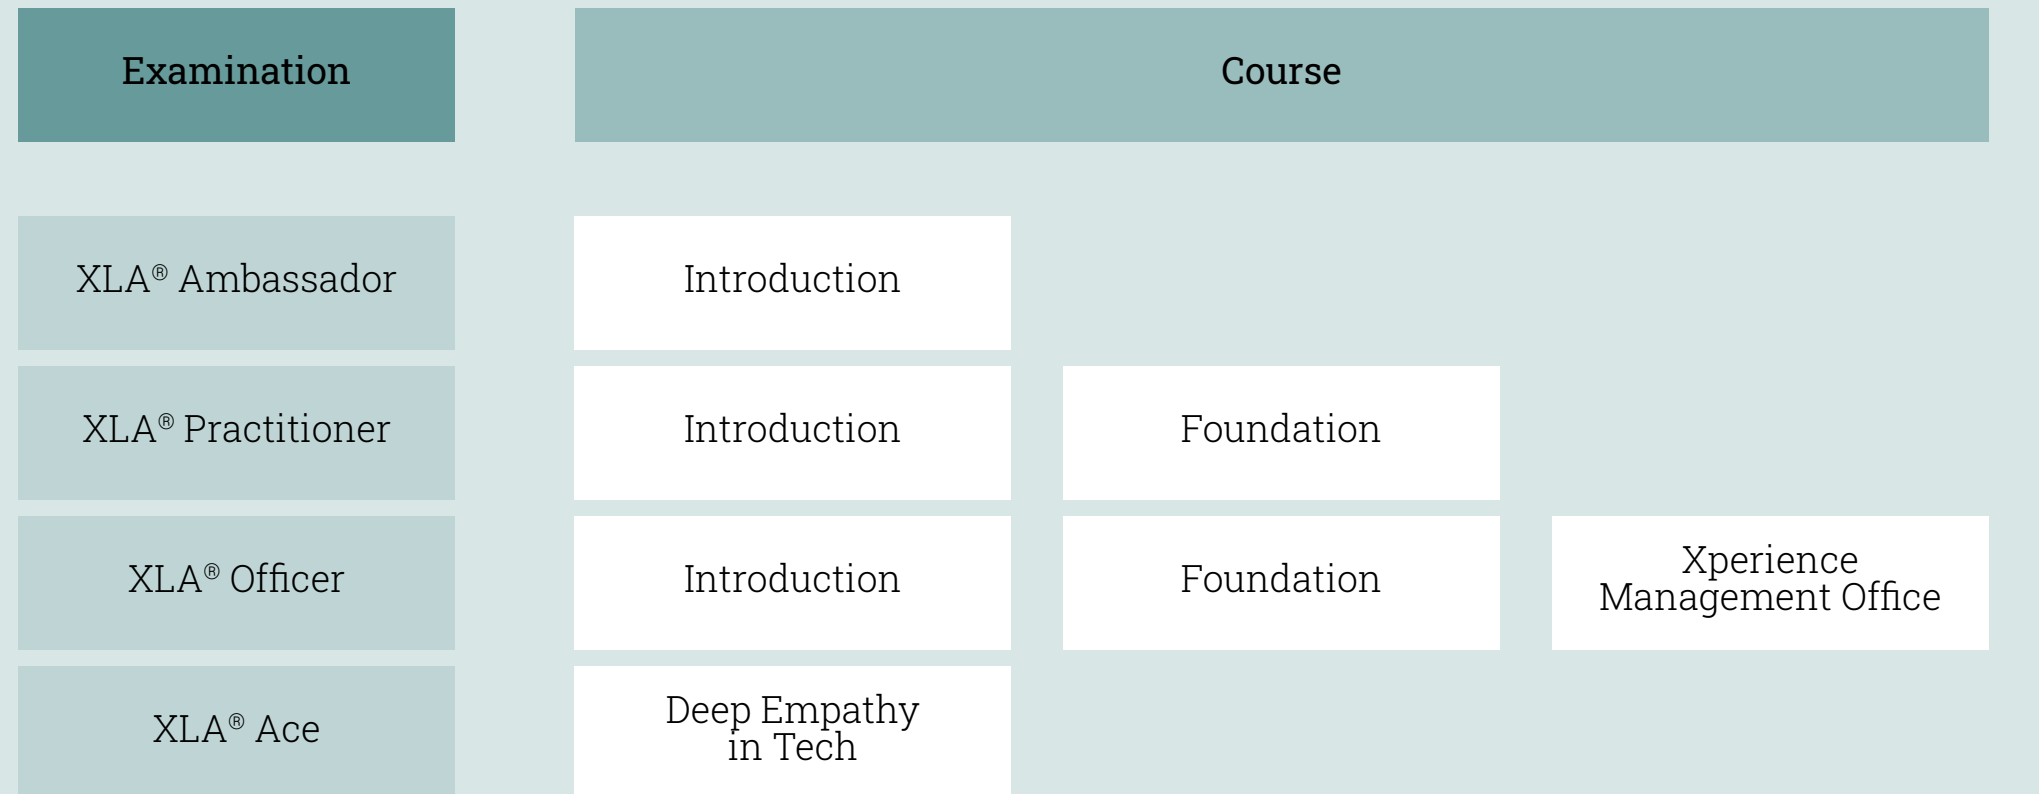 Examination
Course
XLA® Ambassador
Introduction
XLA® Practitioner
Introduction
Foundation
XLA® Officer
Introduction
Foundation
Xperience
Management Office
XLA® Ace
Deep Empathy
in Tech